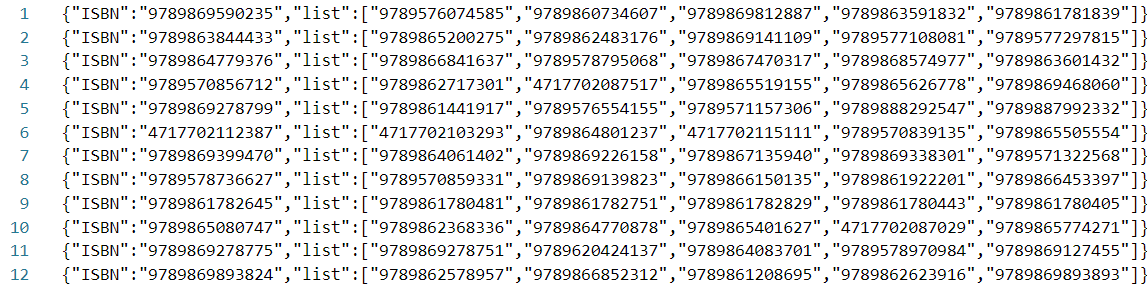 1 {"ISBN":"9789869590235","list":["9789576074585","9789860734607","9789869812887","9789863591832","9789861781839"]}
2 {"ISBN":"9789863844433","list":["9789865200275","9789862483176","9789869141109","9789577108081","9789577297815"]}
3 {"ISBN":"9789864779376","list":["9789866841637","9789578795068","9789867470317","9789868574977","9789863601432"]}
4 {"ISBN":"9789570856712","list":["9789862717301","4717702087517","9789865519155","9789865626778","9789869468060"]}
5 {"ISBN":"9789869278799","list":["9789861441917","9789576554155","9789571157306","9789888292547","9789887992332"]}
6 {"ISBN":"4717702112387","list":["4717702103293","9789864801237","4717702115111","9789570839135","9789865505554"]}
7 {"ISBN":"9789869399470","list":["9789864061402","9789869226158","9789867135940","9789869338301","9789571322568"]}
8 {"ISBN":"9789578736627","list":["9789570859331","9789869139823","9789866150135","9789861922201","9789866453397"]}
9 {"ISBN":"9789861782645","list":["9789861780481","9789861782751","9789861782829","9789861780443","9789861780405"]}
10 {"ISBN":"9789865080747","list":["9789862368336","9789864770878","9789865401627","4717702087029","9789865774271"]}
11 {"ISBN":"9789869278775","list":["9789869278751","9789620424137","9789864083701","9789578970984","9789869127455"]}
12 {"ISBN":"9789869893824","list":["9789862578957","9789866852312","9789861208695","9789862623916","9789869893893"]}